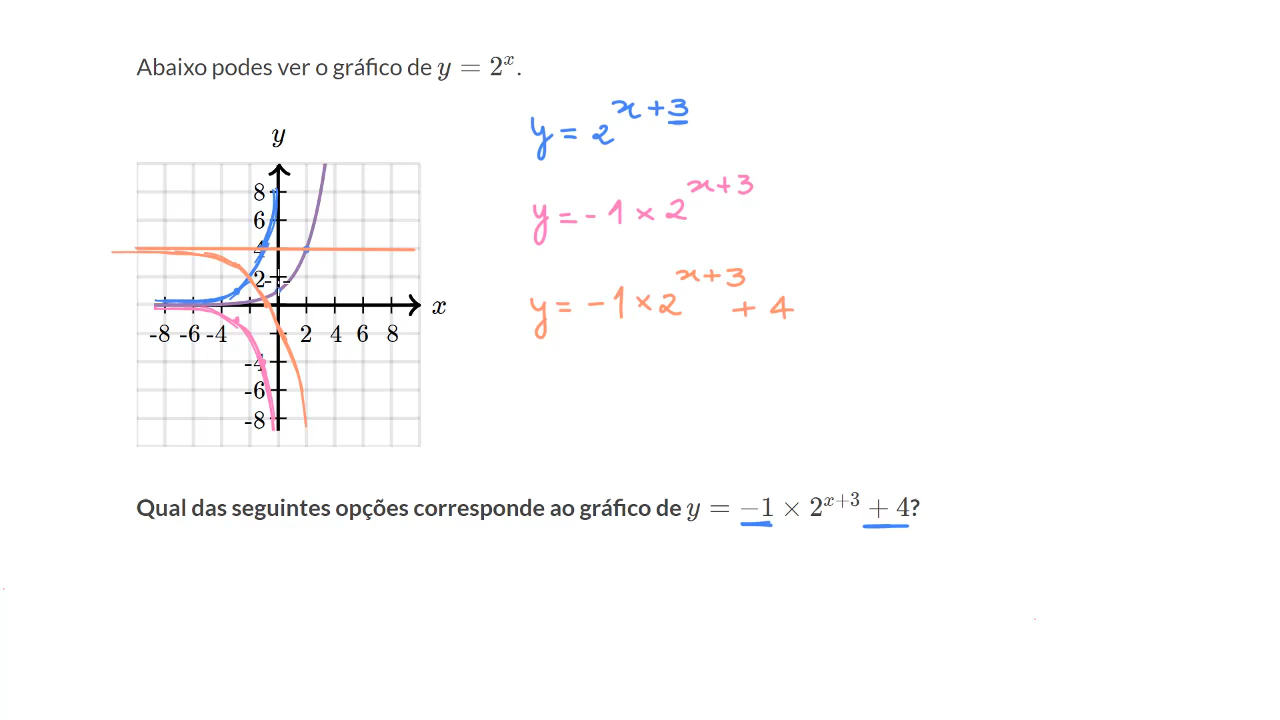 Abaixo podes ver o gráfico de y = 2^x.
y = 2^{x+3}
y
y = -1 × 2^{x+3}
8
6
4
2
y = -1 × 2^{x+3} + 4
x
-8 -6 -4 2 4 6 8
-4
-6
-8
Qual das seguintes opções corresponde ao gráfico de y = -1 × 2^{x+3} + 4?